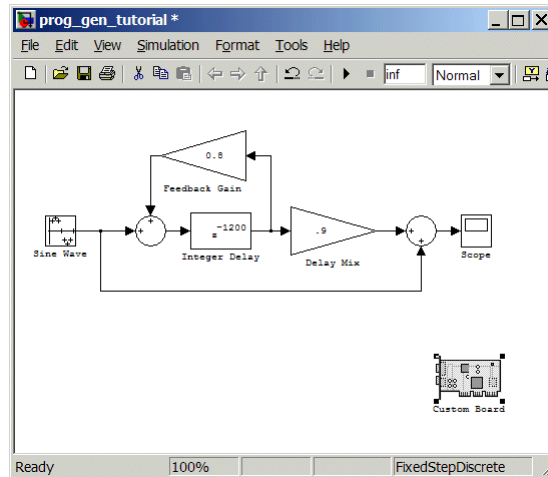 prog_gen_tutorial *
File Edit View Simulation Format Tools Help
inf Normal
0.8
Feedback Gain
Sine Wave
z^-1200
Integer Delay
.9
Delay Mix
Scope
Custom Board
Ready 100% FixedStepDiscrete